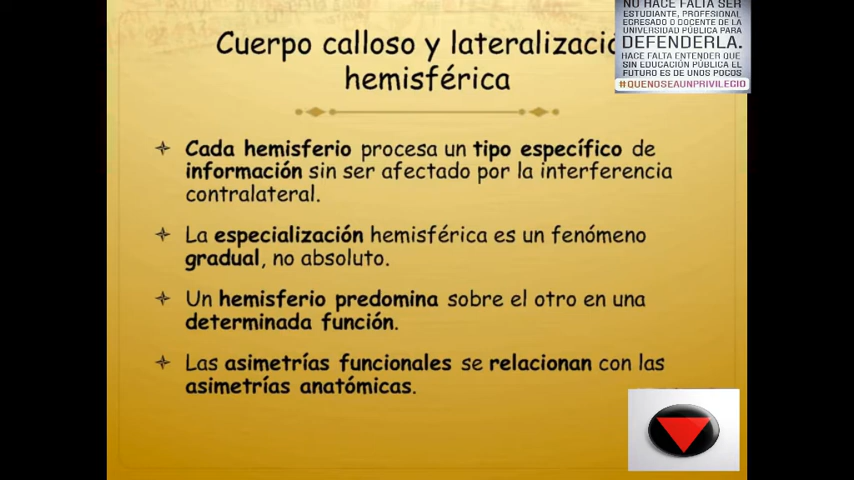 Cuerpo calloso y lateralizació
hemisférica
NO HACE FALTA SER
ESTUDIANTE, PROFESIONAL
EGRESADO O DOCENTE DE LA
UNIVERSIDAD PÚBLICA PARA
DEFENDERLA.
HACE FALTA ENTENDER QUE
SIN EDUCACIÓN PÚBLICA EL
FUTURO ES DE UNOS POCOS
#QUENOSEAUNPRIVILEGIO
Cada hemisferio procesa un tipo específico de
información sin ser afectado por la interferencia
contralateral.
La especialización hemisférica es un fenómeno
gradual, no absoluto.
Un hemisferio predomina sobre el otro en una
determinada función.
Las asimetrías funcionales se relacionan con las
asimetrías anatómicas.